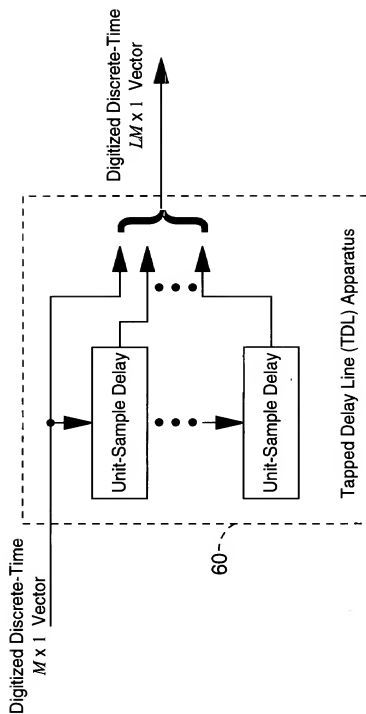 Digitized Discrete-Time
M x 1 Vector
60
Unit-Sample Delay
Unit-Sample Delay
Tapped Delay Line (TDL) Apparatus
Digitized Discrete-Time
LM x 1 Vector